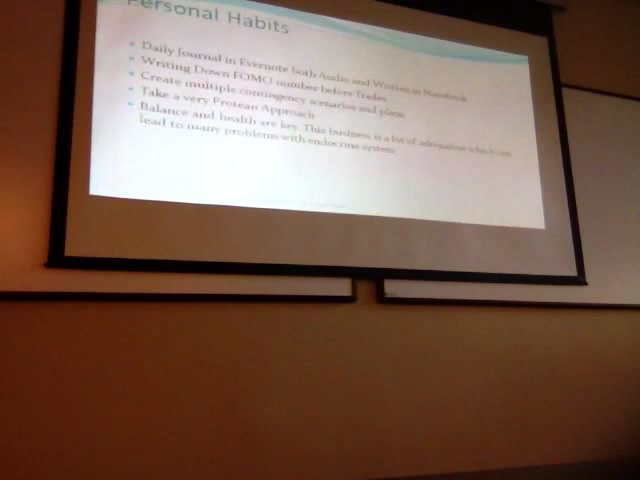 Personal Habits
Daily Journal in Evernote both Audio and Written in Notebook
Writing Down FOMO number before Trades
Create multiple contingency scenarios and plans
Take a very Protean Approach
Balance and health are key. This business is a lot of adrenaline which can
lead to many problems with endocrine system